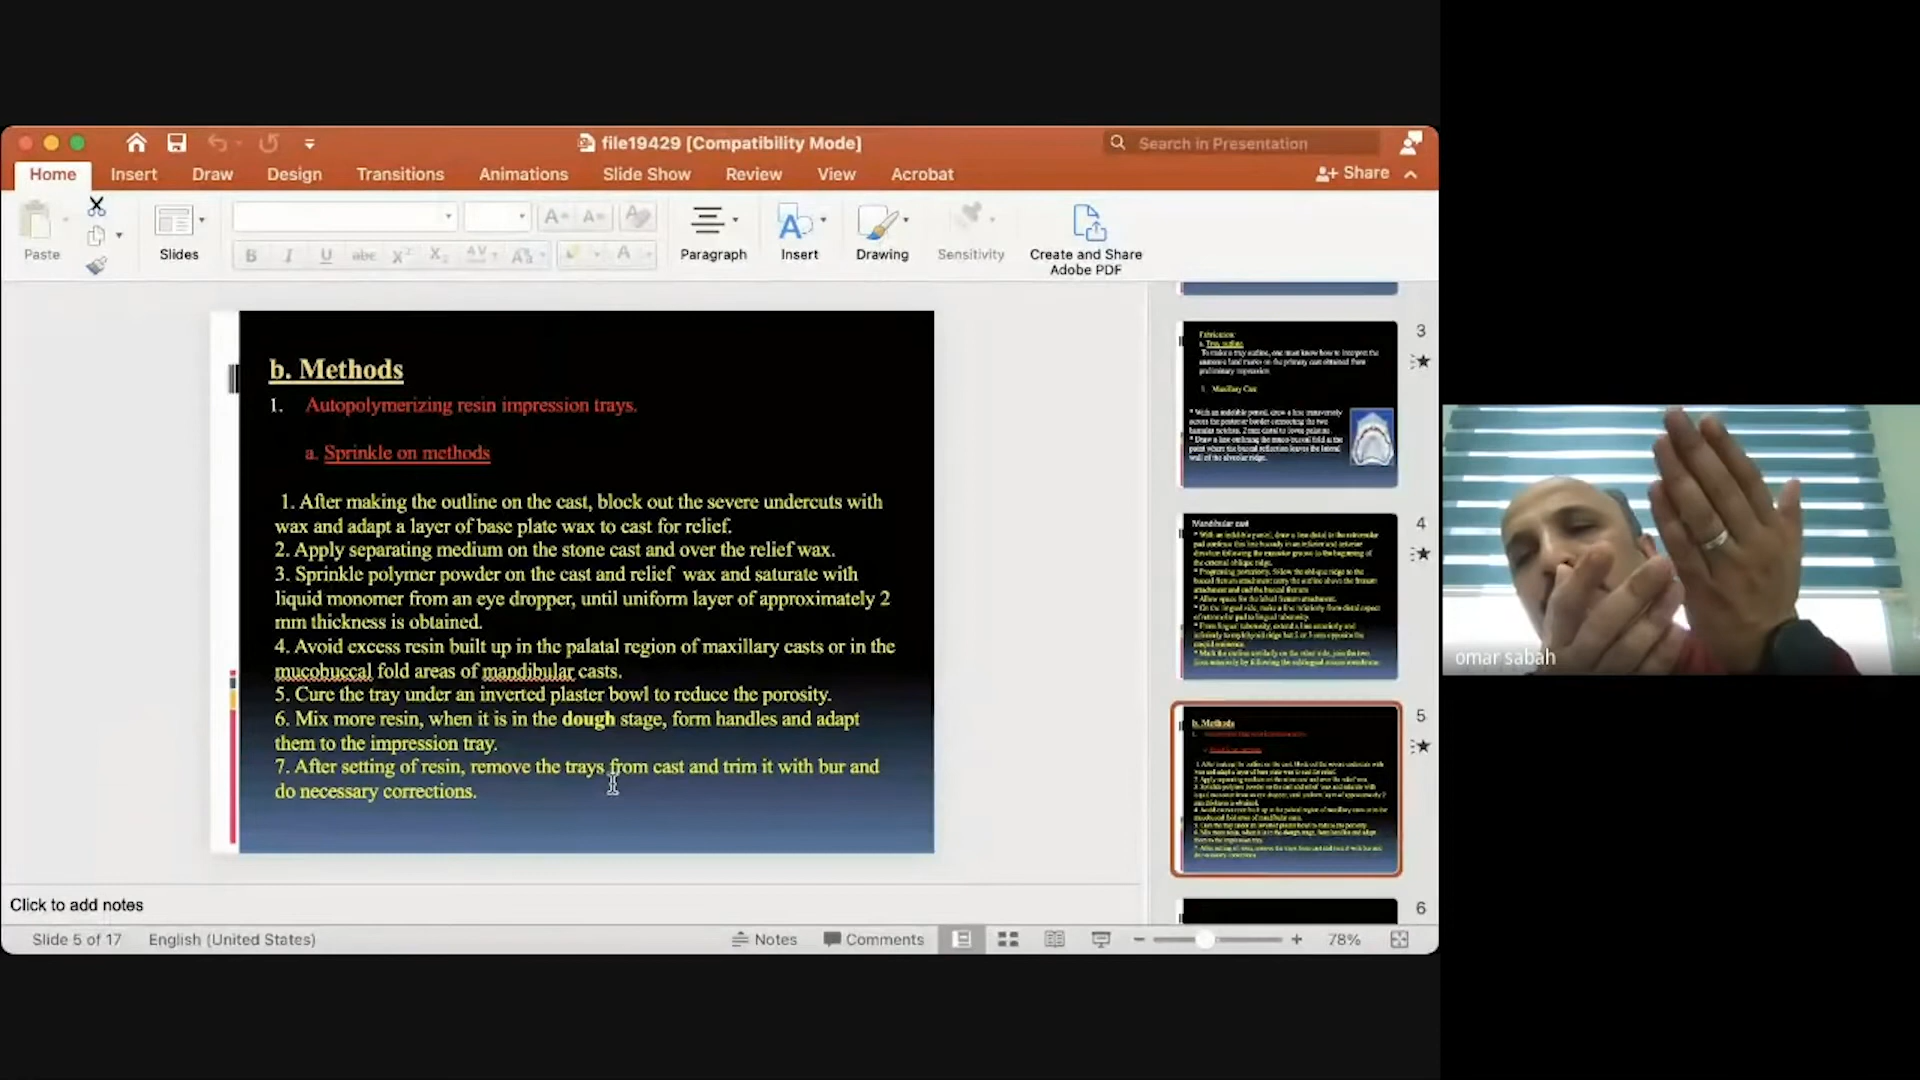 file19429 [Compatibility Mode]
Search in Presentation
Home Insert Draw Design Transitions Animations Slide Show Review View Acrobat
Share
Paste
Slides
Paragraph
Insert
Drawing
Sensitivity
Create and Share
Adobe PDF
b. Methods
1. Autopolymerizing resin impression trays.
a. Sprinkle on methods
1. After making the outline on the cast, block out the severe undercuts with
wax and adapt a layer of base plate wax to cast for relief.
2. Apply separating medium on the stone cast and over the relief wax.
3. Sprinkle polymer powder on the cast and relief wax and saturate with
liquid monomer from an eye dropper, until uniform layer of approximately 2
mm thickness is obtained.
4. Avoid excess resin built up in the palatal region of maxillary casts or in the
mucobuccal fold areas of mandibular casts.
5. Cure the tray under an inverted plaster bowl to reduce the porosity.
6. Mix more resin, when it is in the dough stage, form handles and adapt
them to the impression tray.
7. After setting of resin, remove the trays from cast and trim it with bur and
do necessary corrections.
3
Fabrication:
a. Tray outline
1. Maxillary Cast
4
Mandibular cast
5
b. Methods
6
omar sabah
Click to add notes
Slide 5 of 17 English (United States) Notes Comments 78%